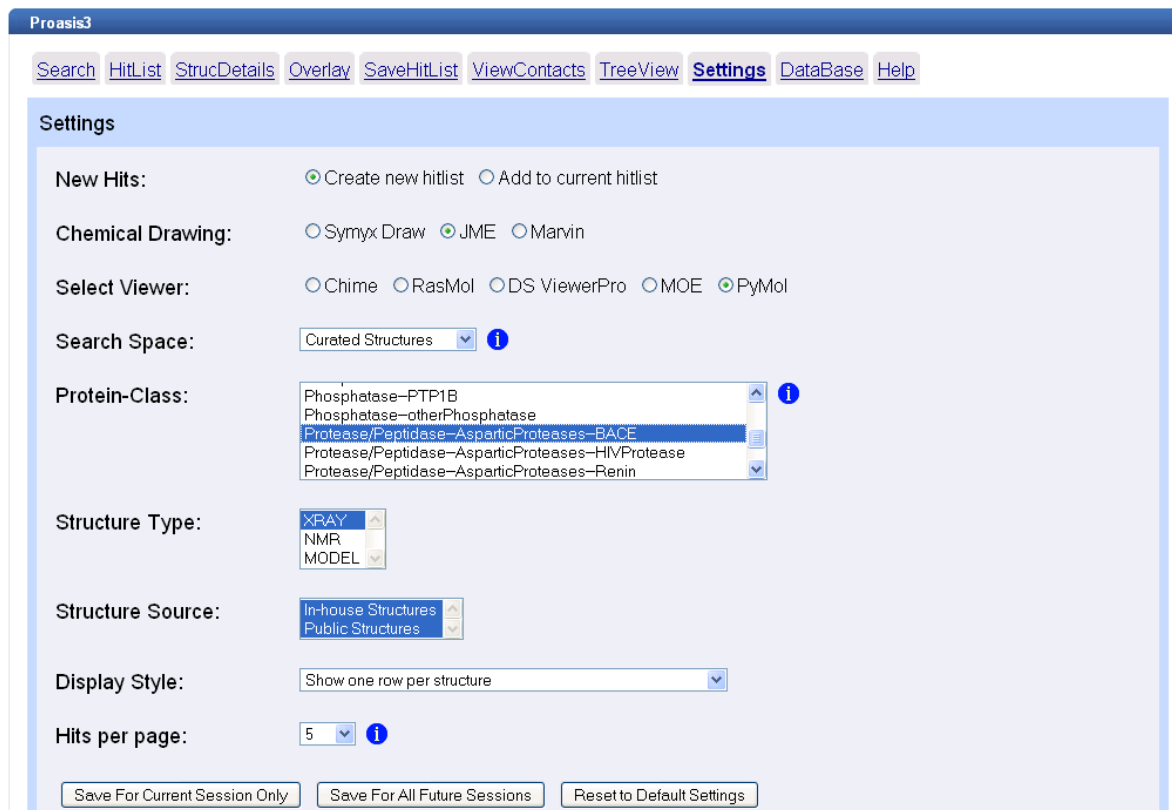 Proasis3
Search HitList StrucDetails Overlay SaveHitList ViewContacts TreeView Settings DataBase Help
Settings
New Hits: Create new hitlist Add to current hitlist
Chemical Drawing: Symyx Draw JME Marvin
Select Viewer: Chime RasMol DS ViewerPro MOE PyMol
Search Space: Curated Structures i
Protein-Class: Phosphatase–PTP1B i
Phosphatase–otherPhosphatase
Protease/Peptidase–AsparticProteases–BACE
Protease/Peptidase–AsparticProteases–HIVProtease
Protease/Peptidase–AsparticProteases–Renin
Structure Type: XRAY
NMR
MODEL
Structure Source: In-house Structures
Public Structures
Display Style: Show one row per structure
Hits per page: 5 i
Save For Current Session Only Save For All Future Sessions Reset to Default Settings